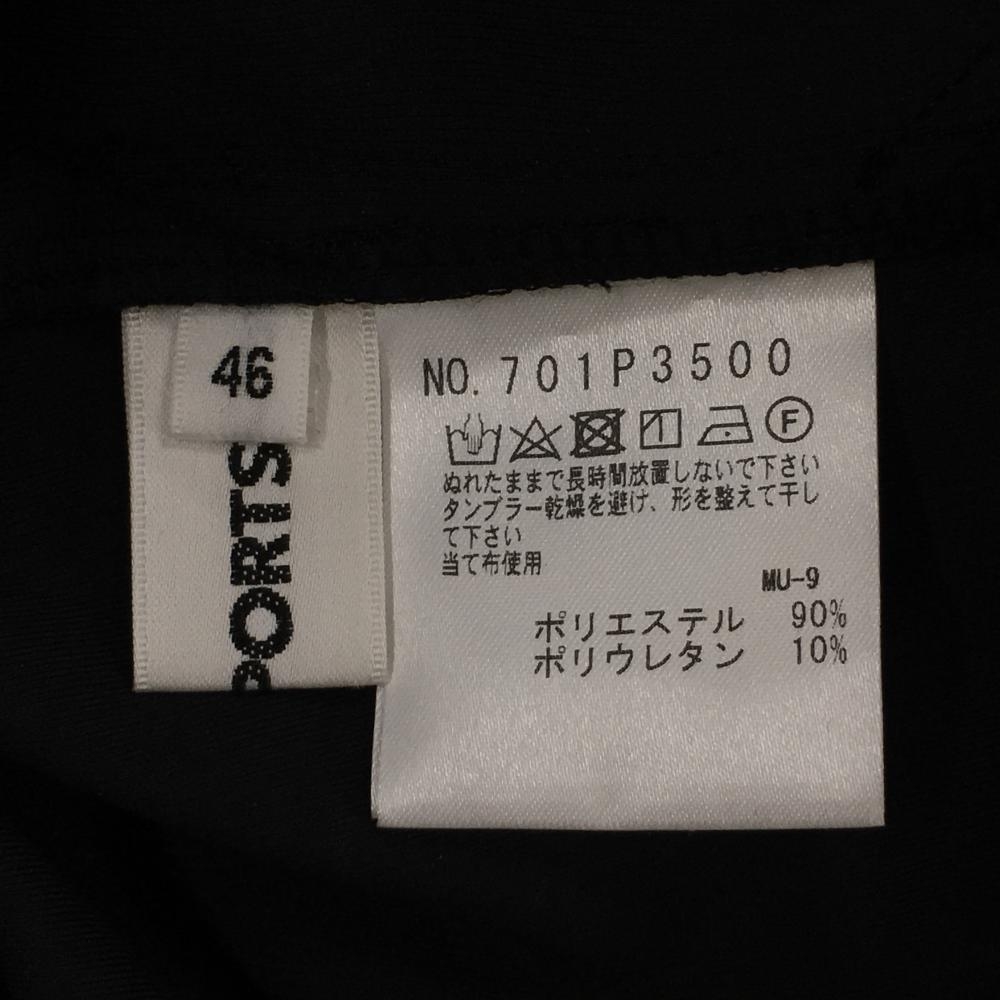 46
PORTS
NO. 701P3500
F
ぬれたままで長時間放置しないで下さい
タンブラー乾燥を避け、形を整えて干し
て下さい
当て布使用
MU-9
ポリエステル 90%
ポリウレタン 10%